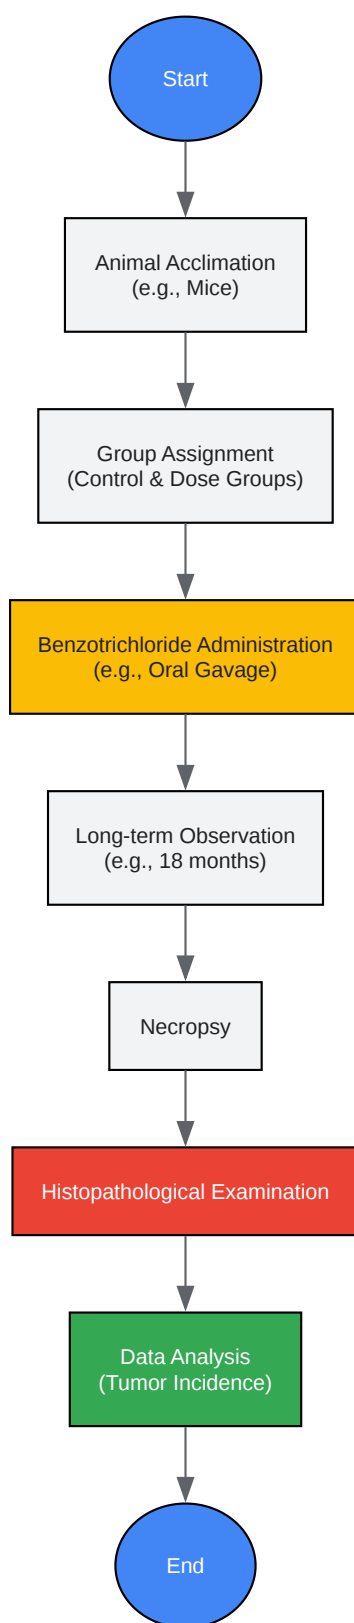 Start
Animal Acclimation
(e.g., Mice)
Group Assignment
(Control & Dose Groups)
Benzotrichloride Administration
(e.g., Oral Gavage)
Long-term Observation
(e.g., 18 months)
Necropsy
Histopathological Examination
Data Analysis
(Tumor Incidence)
End